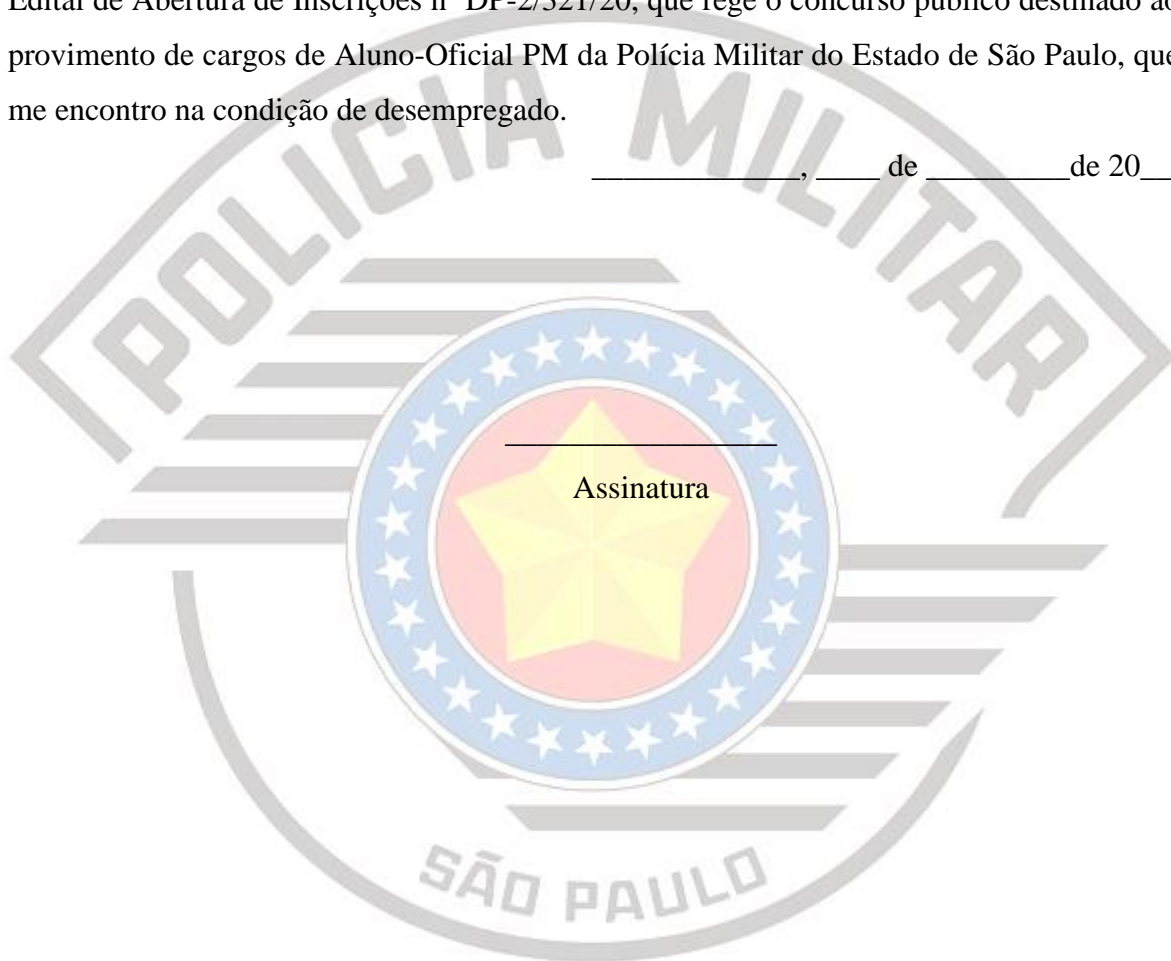 Edital de Abertura de Inscrições nº DP-2/321/20, que rege o concurso público destinado ao
provimento de cargos de Aluno-Oficial PM da Polícia Militar do Estado de São Paulo, que
me encontro na condição de desempregado.
_____________, ____ de _________de 20__
POLICIA MILITAR
_________________
Assinatura
SÃO PAULO